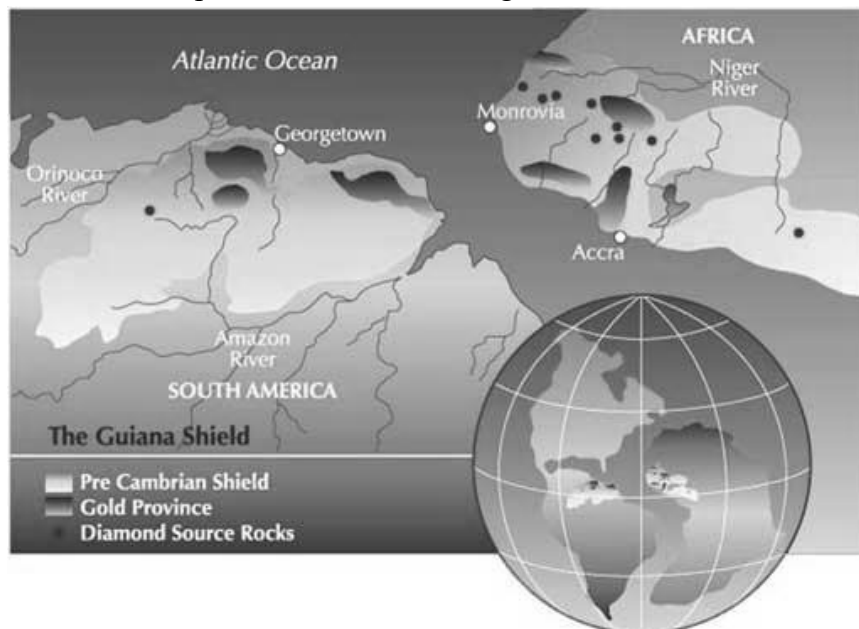 Atlantic Ocean
AFRICA
Niger
River
Monrovia
Georgetown
Orinoco
River
Accra
Amazon
River
SOUTH AMERICA
The Guiana Shield
Pre Cambrian Shield
Gold Province
Diamond Source Rocks